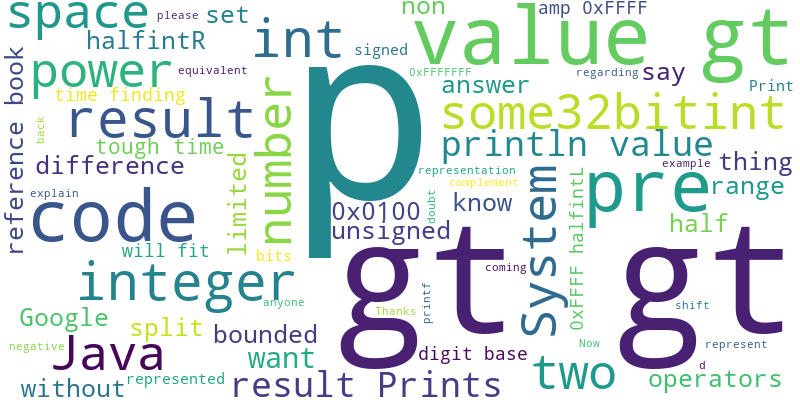 space
please
set
non
amp 0xFFFF
halfintR
int
signed
value gt
power
equivalent
0xFFFFFFF
regarding
say
Print
reference book
time finding
result
number
p
answer
some32bitint
back
tough time
println value
difference
limited
representation
complement
example
thing
explain
code
0x0100
doubt
know
System
pre
range
unsigned
half
will fit
bits
gt
gt
0xFFFF halfintL
integer
coming
anyone
Google
split
bounded
Thanks
printf
shift
negative
Java
want
digit base
Now
represent
d
without
represented
result Prints
two
operators